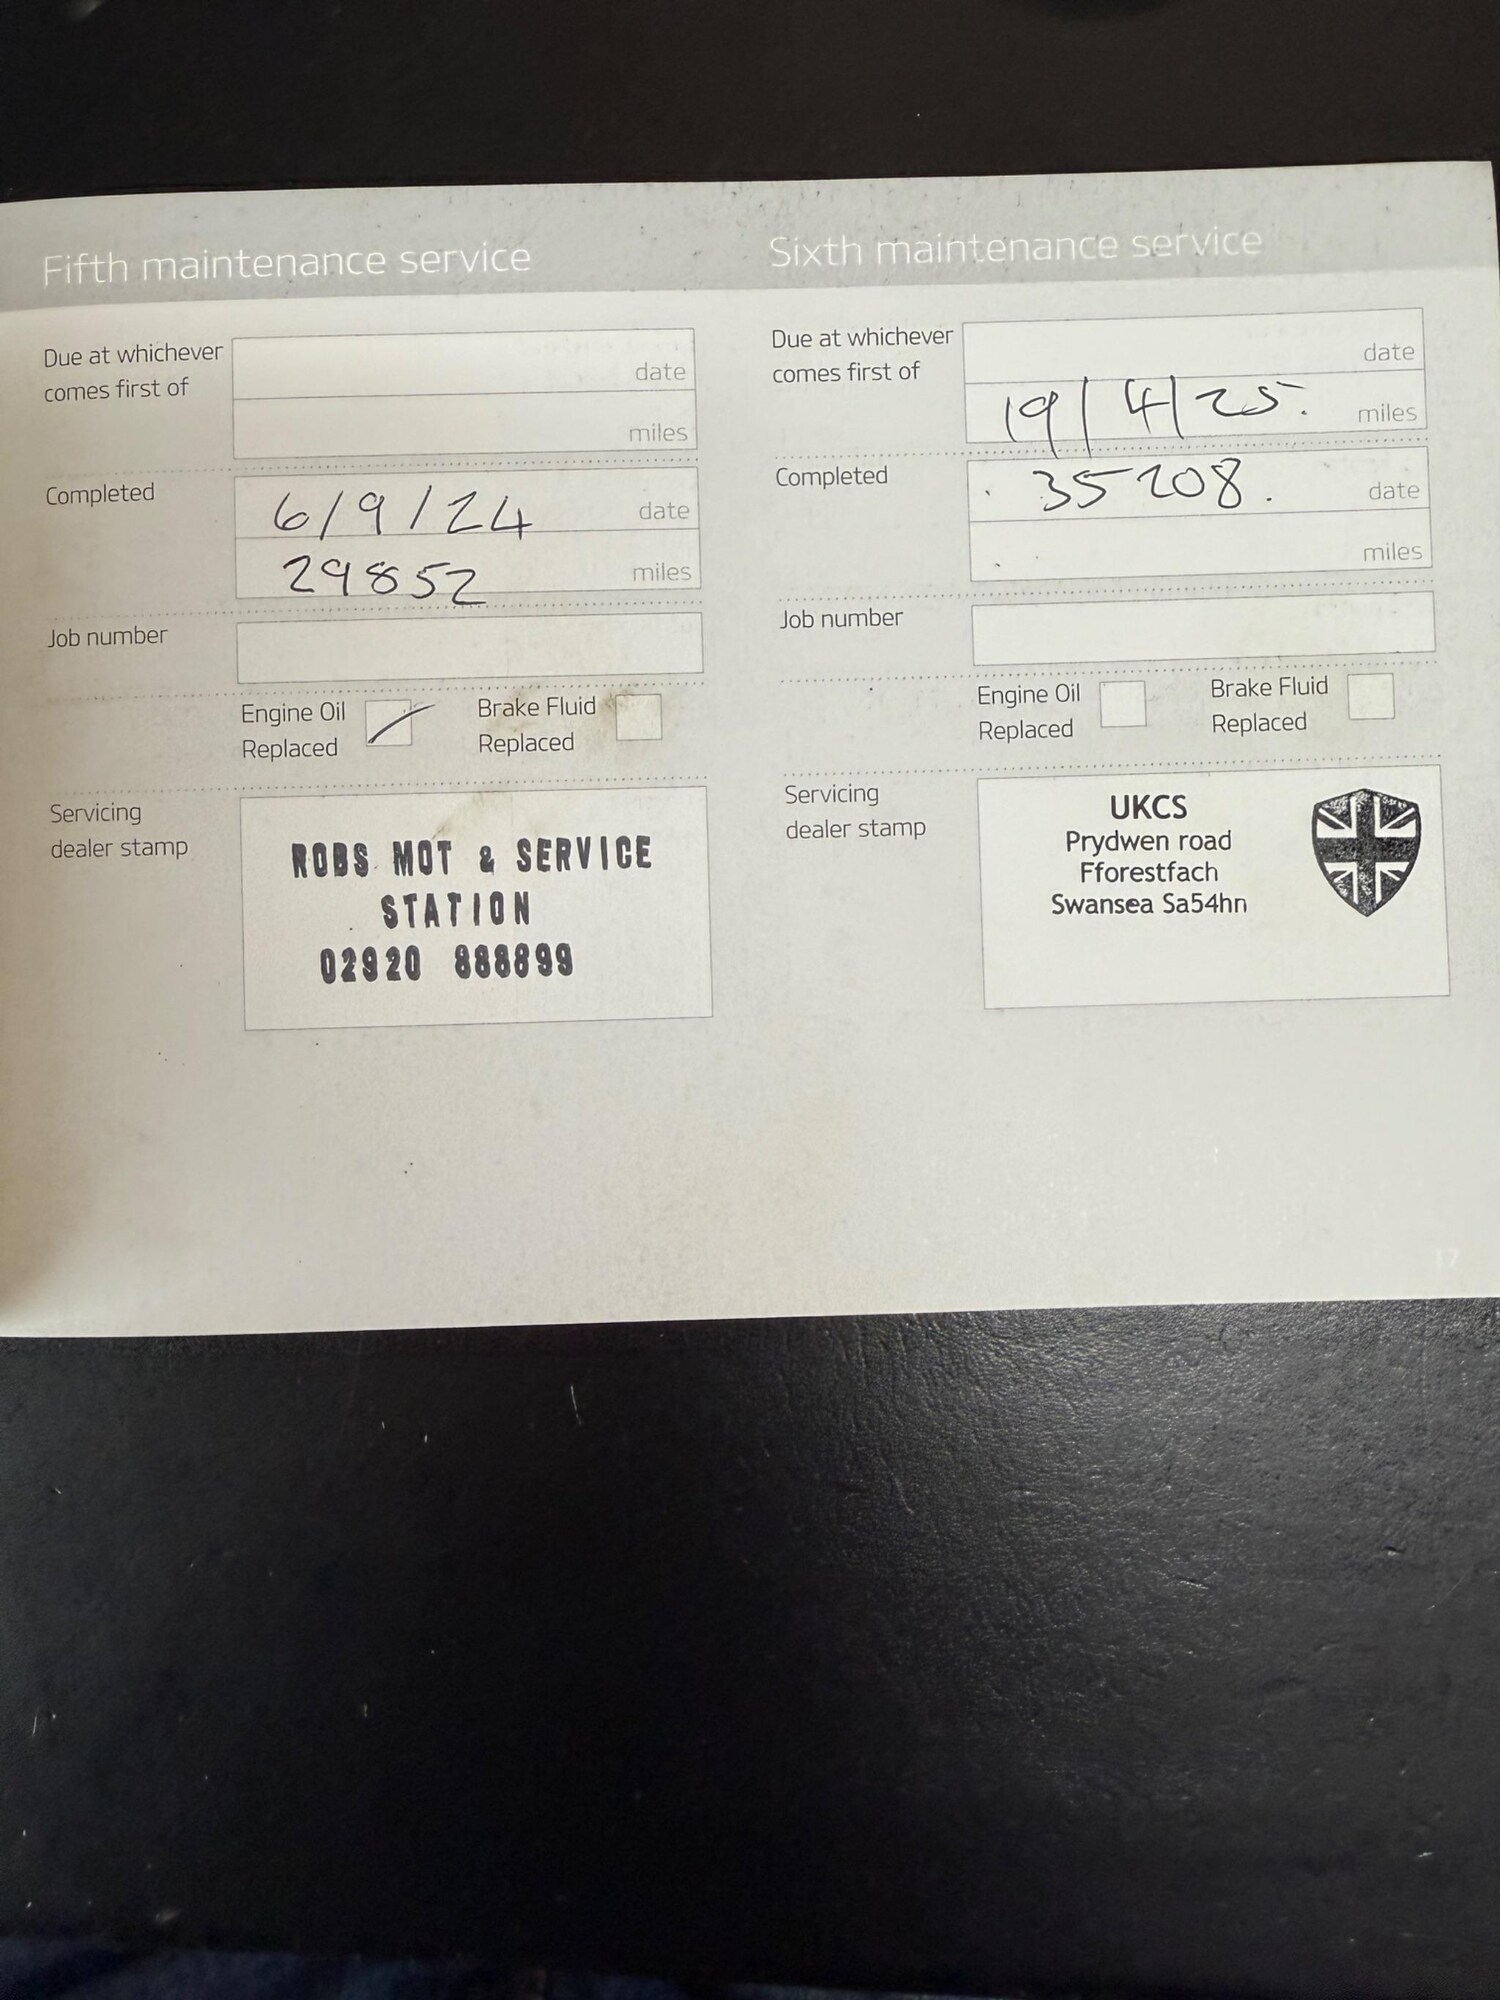 Fifth maintenance service
Due at whichever
comes first of
date
miles
Completed
6/9/24 date
29852 miles
Job number
Engine Oil
Replaced
Brake Fluid
Replaced
Servicing
dealer stamp
ROBS MOT & SERVICE
STATION
02920 888899
Sixth maintenance service
Due at whichever
comes first of
date
19/4/25. miles
Completed
35208. date
miles
Job number
Engine Oil
Replaced
Brake Fluid
Replaced
Servicing
dealer stamp
UKCS
Prydwen road
Fforestfach
Swansea Sa54hn
17